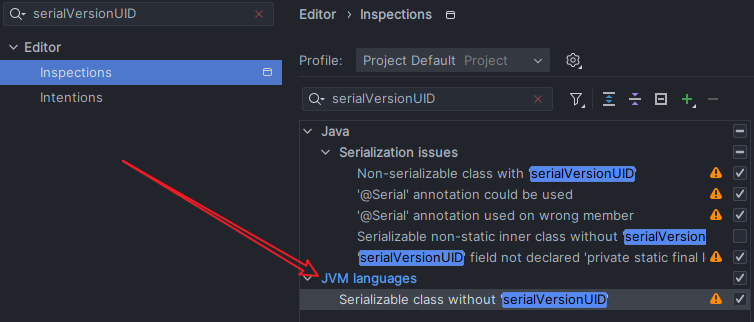 serialVersionUID
Editor
Inspections
Intentions
Editor › Inspections
Profile: Project Default Project
serialVersionUID
Java
Serialization issues
Non-serializable class with 'serialVersionUID'
'@Serial' annotation could be used
'@Serial' annotation used on wrong member
Serializable non-static inner class without 'serialVersion
'serialVersionUID' field not declared 'private static final l
JVM languages
Serializable class without 'serialVersionUID'